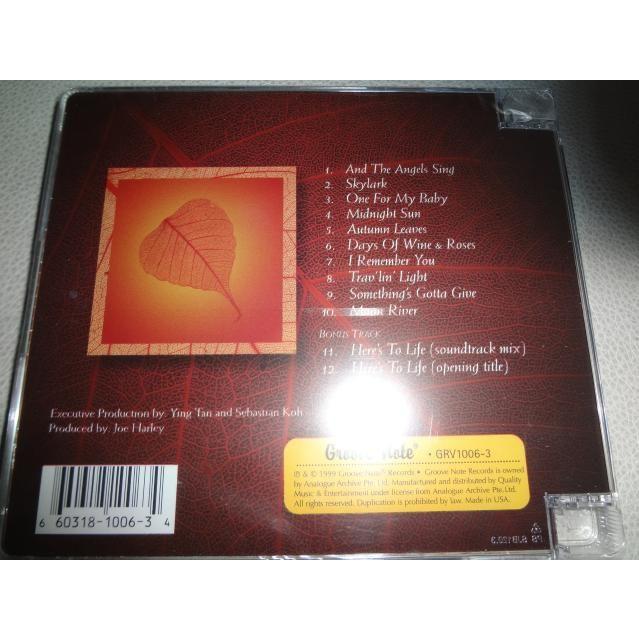 1. And The Angels Sing
2. Skylark
3. One For My Baby
4. Midnight Sun
5. Autumn Leaves
6. Days Of Wine & Roses
7. I Remember You
8. Trav'lin' Light
9. Something's Gotta Give
10. Moon River
Bonus Track
11. Here's To Life (soundtrack mix)
12. Here's To Life (opening title)
Executive Production by: Ying Tan and Sebastian Koh
Produced by: Joe Harley
Groove Note® • GRV1006-3
℗ & © 1999 Groove Note® Records • Groove Note Records is owned
by Analogue Archive Pte. Ltd. Manufactured and distributed by Quality
Music & Entertainment under license from Analogue Archive Pte. Ltd.
All rights reserved. Duplication is prohibited by law. Made in USA.
6 60318-1006-3 4